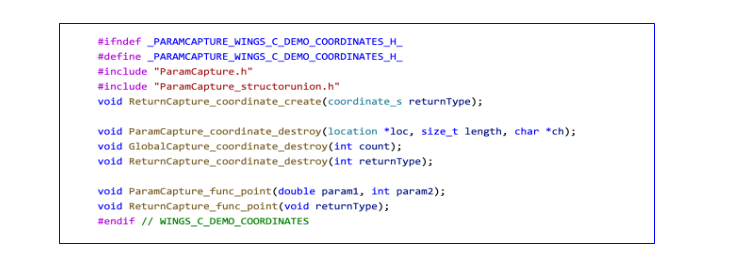 #ifndef _PARAMCAPTURE_WINGS_C_DEMO_COORDINATES_H_
#define _PARAMCAPTURE_WINGS_C_DEMO_COORDINATES_H_
#include "ParamCapture.h"
#include "ParamCapture_structorunion.h"
void ReturnCapture_coordinate_create(coordinate_s returnType);
void ParamCapture_coordinate_destroy(location *loc, size_t length, char *ch);
void GlobalCapture_coordinate_destroy(int count);
void ReturnCapture_coordinate_destroy(int returnType);
void ParamCapture_func_point(double param1, int param2);
void ReturnCapture_func_point(void returnType);
#endif // WINGS_C_DEMO_COORDINATES